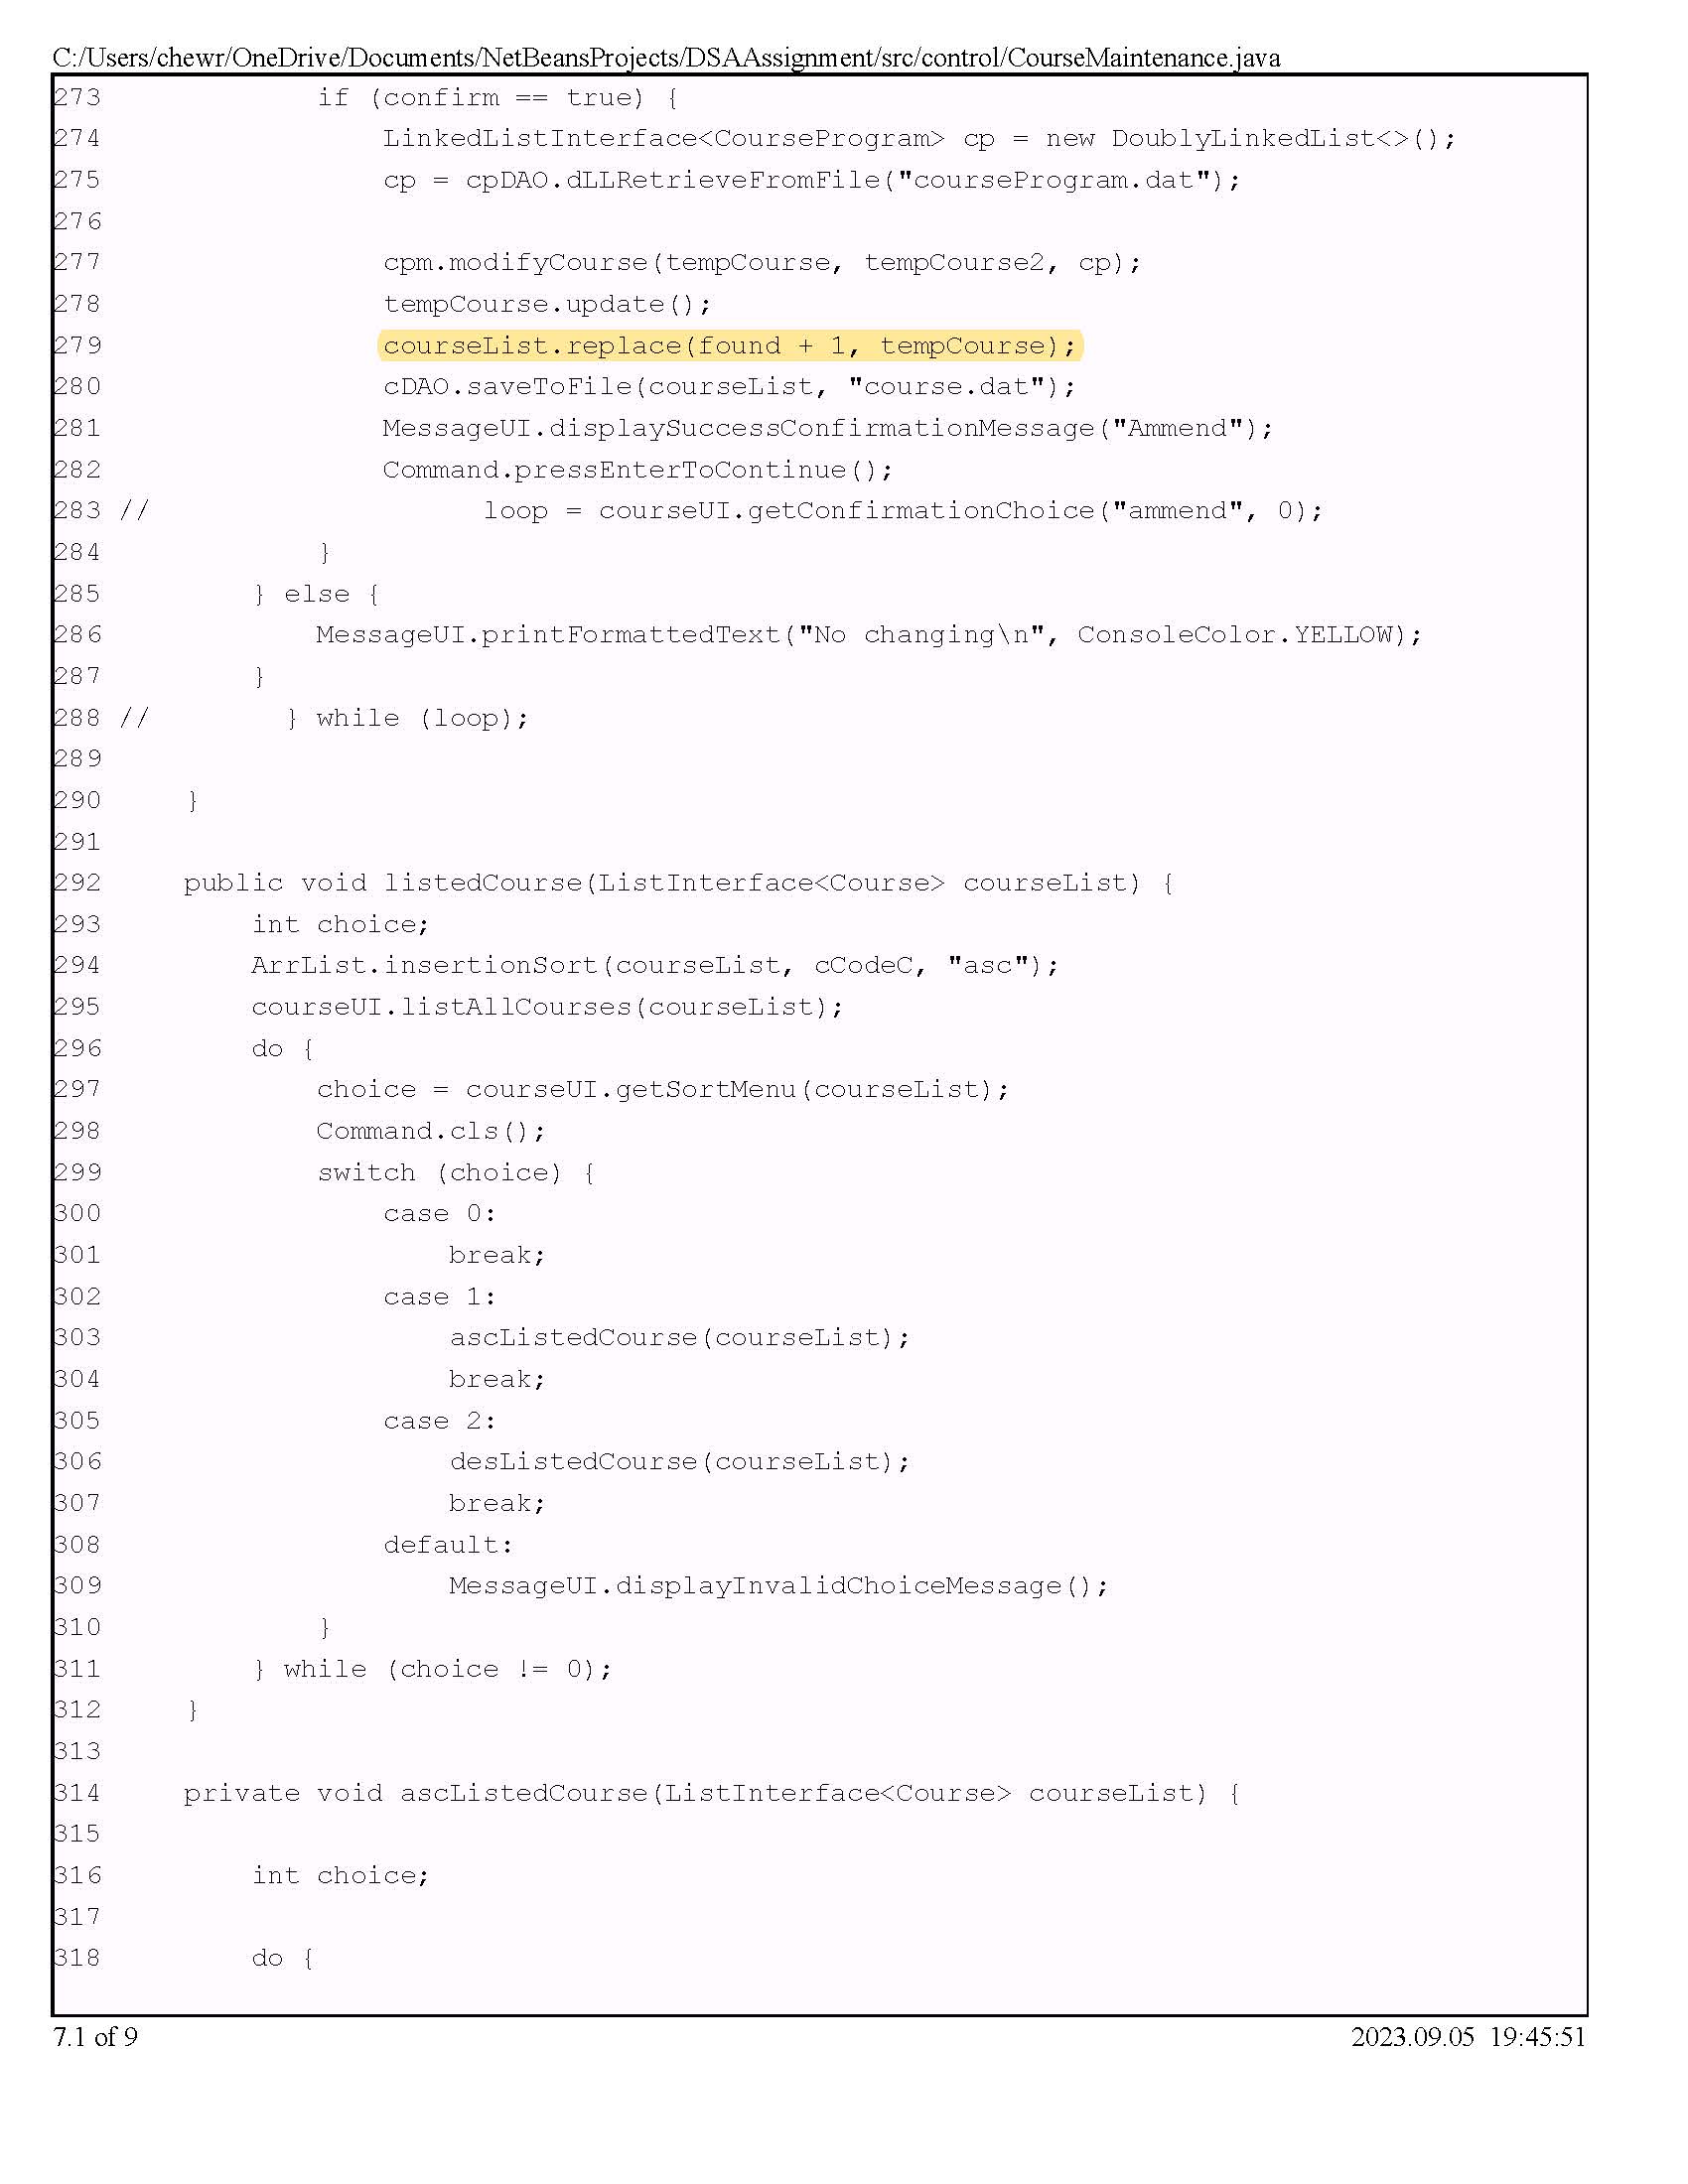 C:/Users/chewr/OneDrive/Documents/NetBeansProjects/DSAAssignment/src/control/CourseMaintenance.java
273             if (confirm == true) {
274                 LinkedListInterface<CourseProgram> cp = new DoublyLinkedList<>();
275                 cp = cpDAO.dLLRetrieveFromFile("courseProgram.dat");
276
277                 cpm.modifyCourse(tempCourse, tempCourse2, cp);
278                 tempCourse.update();
279                 courseList.replace(found + 1, tempCourse);
280                 cDAO.saveToFile(courseList, "course.dat");
281                 MessageUI.displaySuccessConfirmationMessage("Ammend");
282                 Command.pressEnterToContinue();
283 //                    loop = courseUI.getConfirmationChoice("ammend", 0);
284             }
285         } else {
286             MessageUI.printFormattedText("No changing\n", ConsoleColor.YELLOW);
287         }
288 //        } while (loop);
289
290     }
291
292     public void listedCourse(ListInterface<Course> courseList) {
293         int choice;
294         ArrList.insertionSort(courseList, cCodeC, "asc");
295         courseUI.listAllCourses(courseList);
296         do {
297             choice = courseUI.getSortMenu(courseList);
298             Command.cls();
299             switch (choice) {
300                 case 0:
301                     break;
302                 case 1:
303                     ascListedCourse(courseList);
304                     break;
305                 case 2:
306                     desListedCourse(courseList);
307                     break;
308                 default:
309                     MessageUI.displayInvalidChoiceMessage();
310             }
311         } while (choice != 0);
312     }
313
314     private void ascListedCourse(ListInterface<Course> courseList) {
315
316         int choice;
317
318         do {
7.1 of 9 2023.09.05 19:45:51